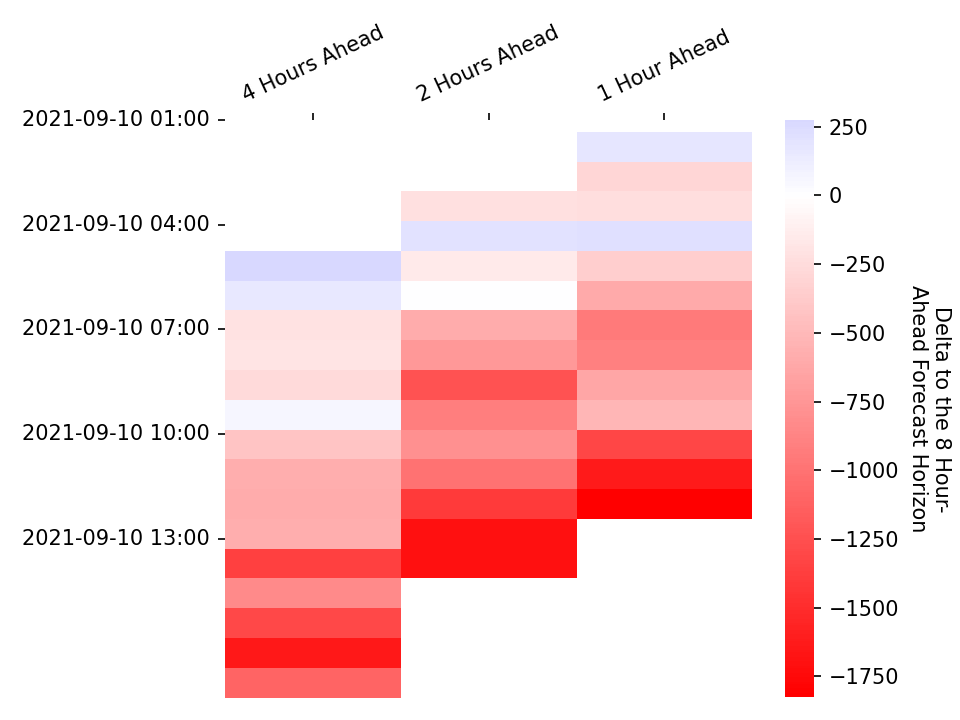 4 Hours Ahead
2 Hours Ahead
1 Hour Ahead
2021-09-10 01:00
2021-09-10 04:00
2021-09-10 07:00
2021-09-10 10:00
2021-09-10 13:00
250
0
−250
−500
−750
−1000
−1250
−1500
−1750
Delta to the 8 Hour-
Ahead Forecast Horizon